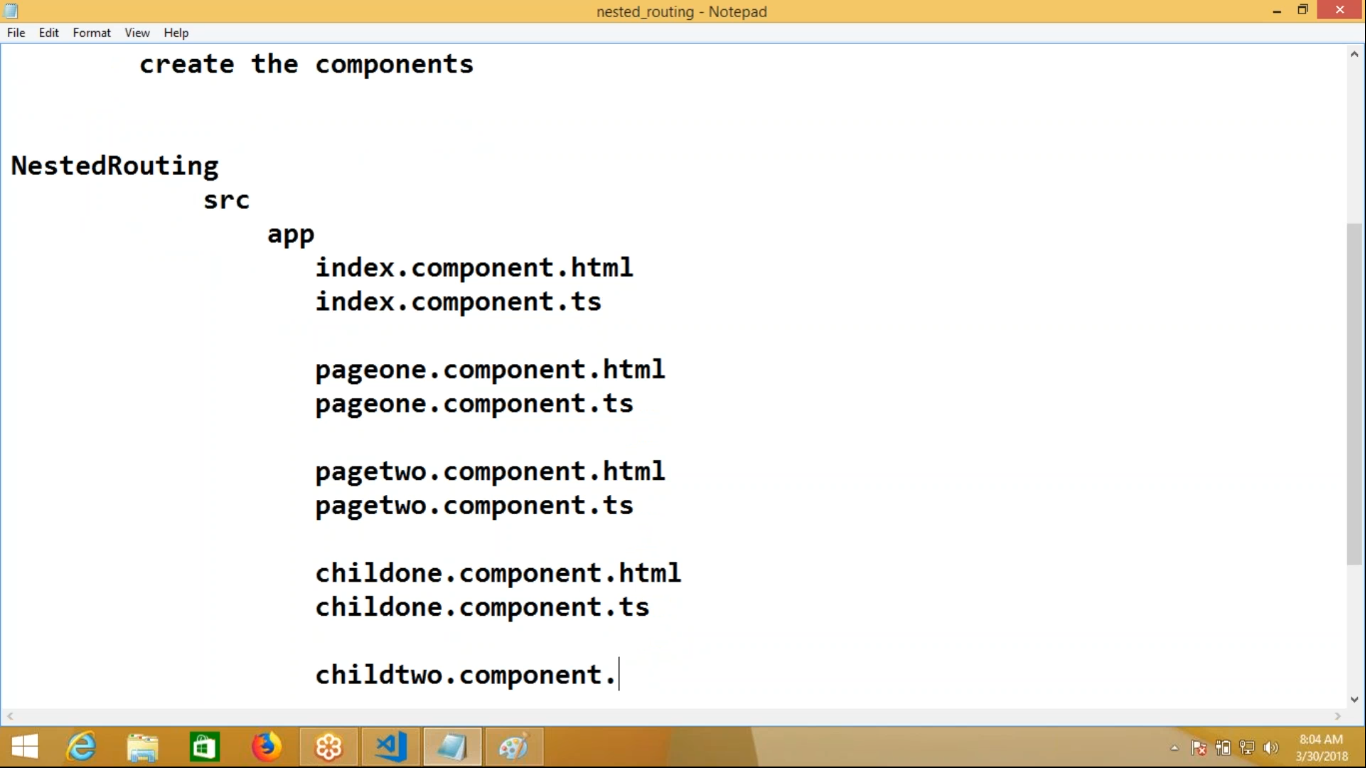 nested_routing - Notepad
File Edit Format View Help
create the components
NestedRouting
src
app
index.component.html
index.component.ts
pageone.component.html
pageone.component.ts
pagetwo.component.html
pagetwo.component.ts
childone.component.html
childone.component.ts
childtwo.component.
8:04 AM
3/30/2018